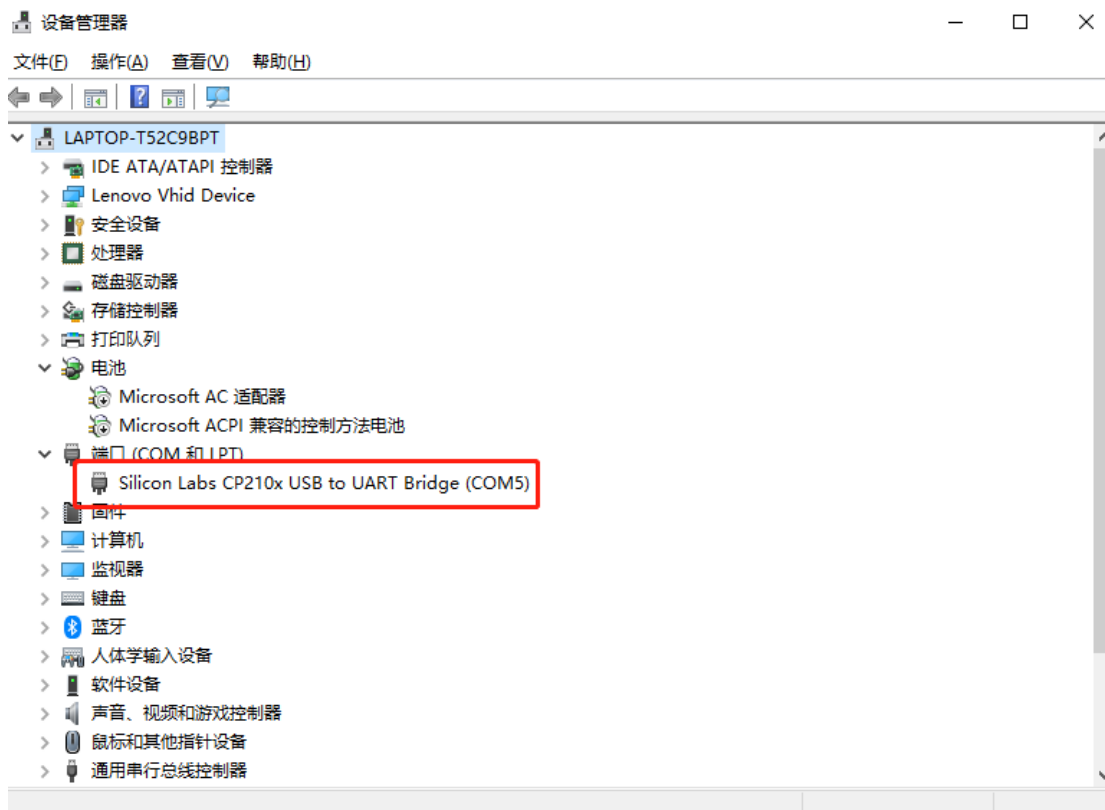 设备管理器
文件(F) 操作(A) 查看(V) 帮助(H)
LAPTOP-T52C9BPT
IDE ATA/ATAPI 控制器
Lenovo Vhid Device
安全设备
处理器
磁盘驱动器
存储控制器
打印队列
电池
Microsoft AC 适配器
Microsoft ACPI 兼容的控制方法电池
端口 (COM 和 LPT)
Silicon Labs CP210x USB to UART Bridge (COM5)
固件
计算机
监视器
键盘
蓝牙
人体学输入设备
软件设备
声音、视频和游戏控制器
鼠标和其他指针设备
通用串行总线控制器